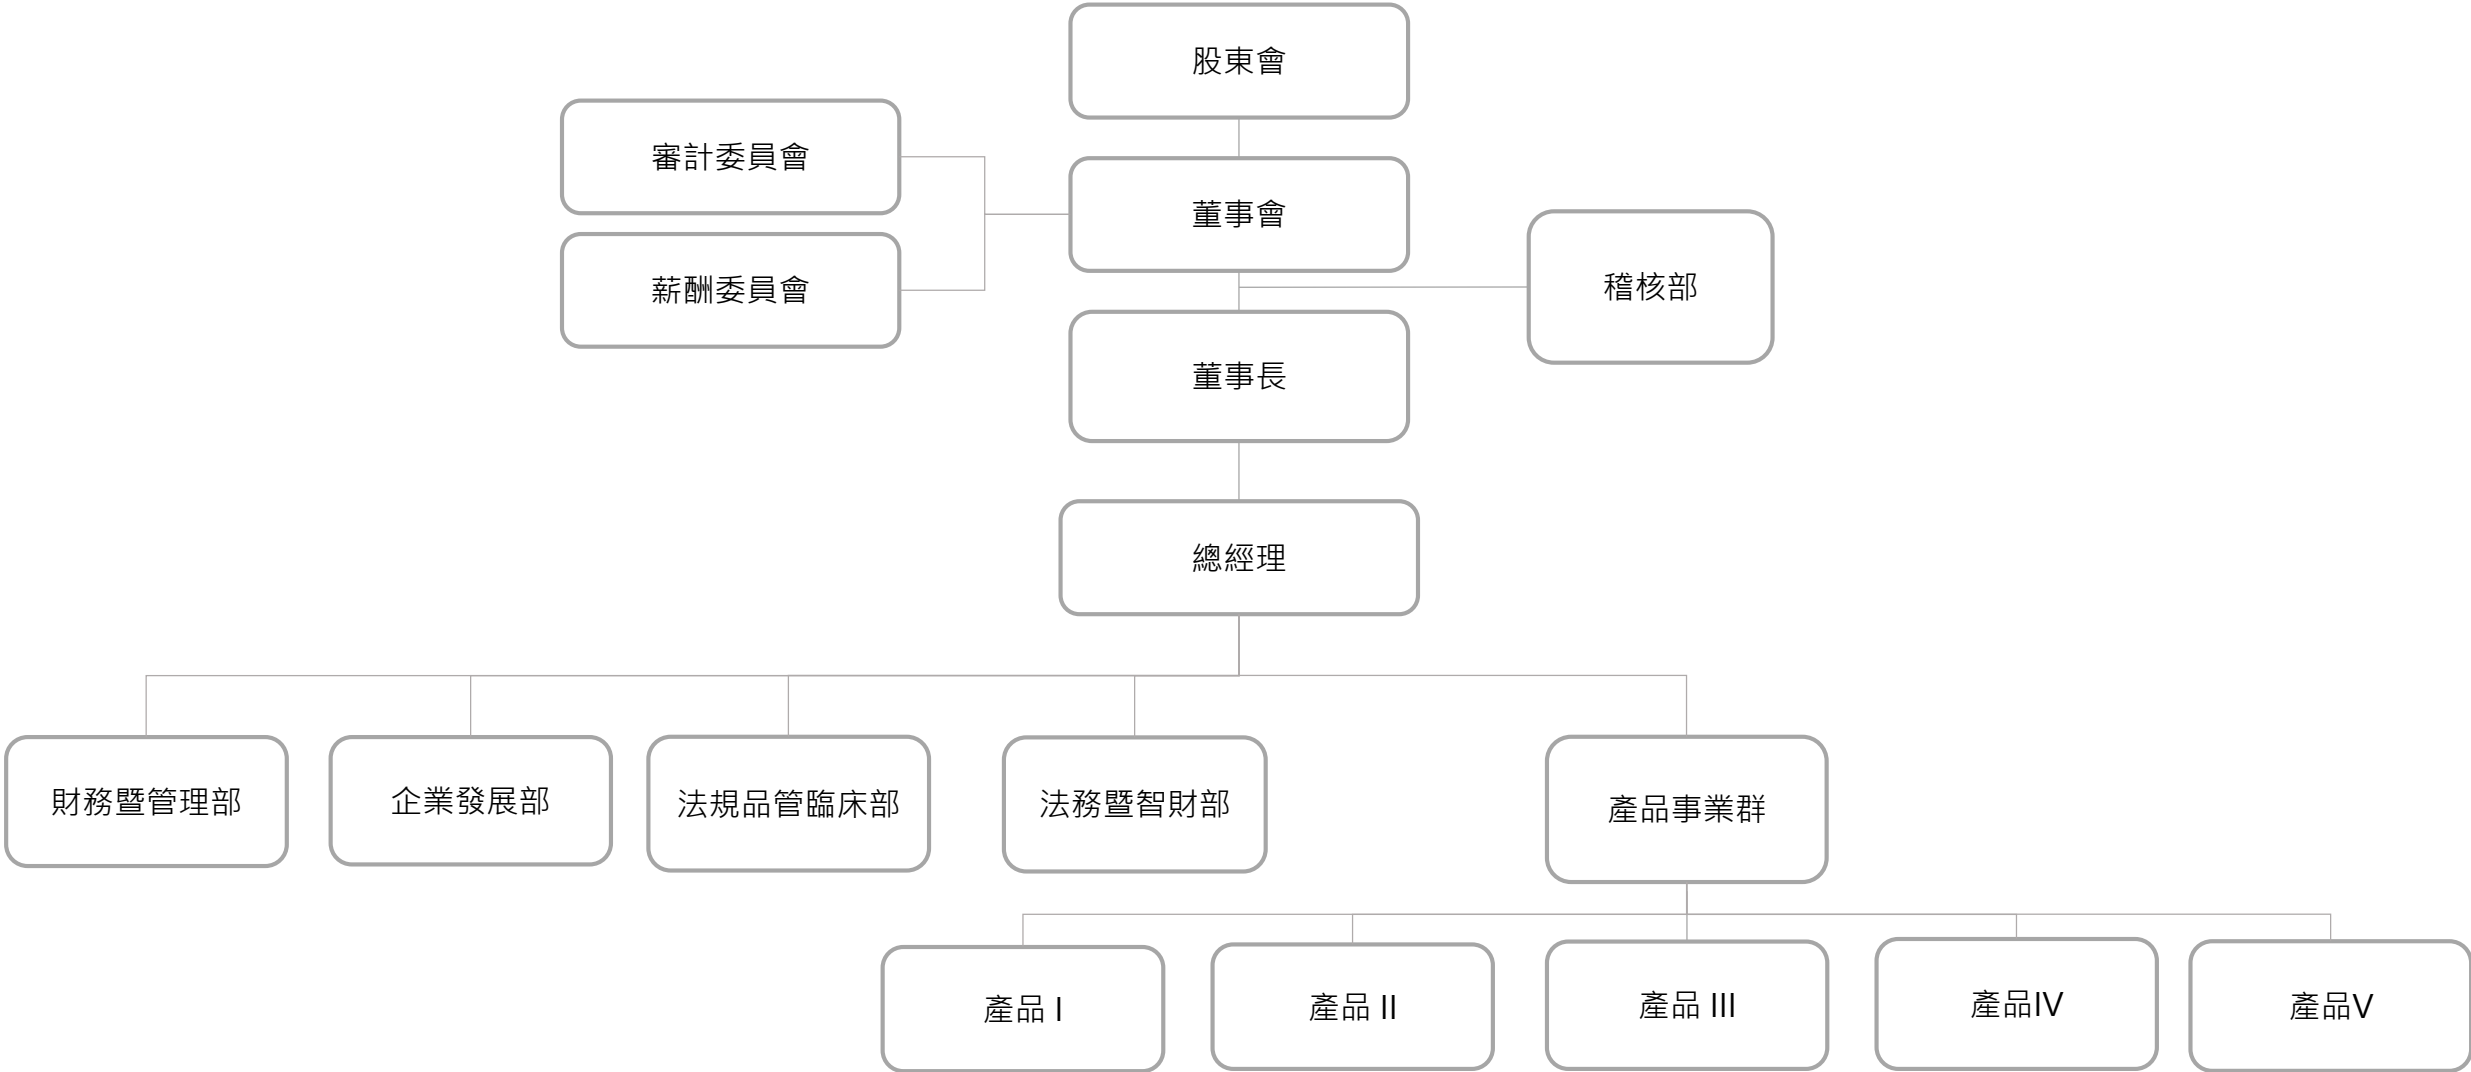 股東會
審計委員會
董事會
薪酬委員會
稽核部
董事長
總經理
財務暨管理部
企業發展部
法規品管臨床部
法務暨智財部
產品事業群
產品 I
產品 II
產品 III
產品IV
產品V